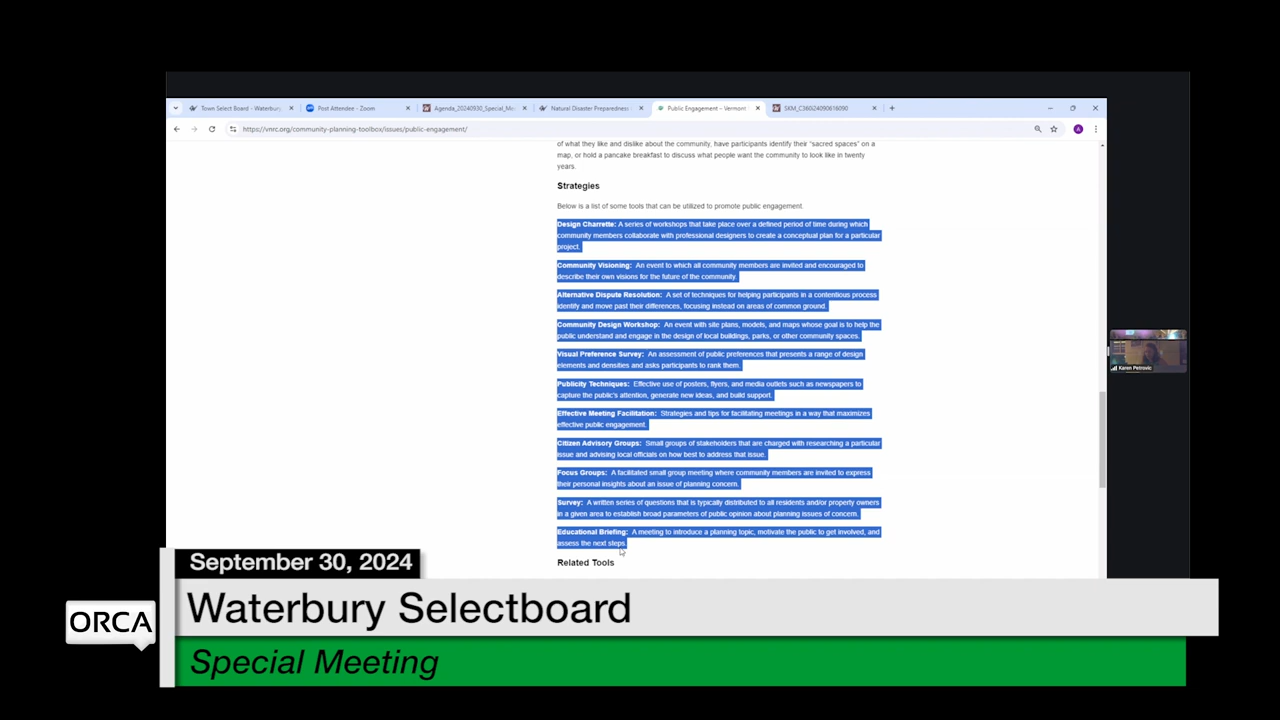 Town Select Board - Waterbury,
Post Attendee - Zoom
Agenda_20240930_Special_Me
Natural Disaster Preparedness
Public Engagement – Vermont
SKM_C360i24090616090
https://vnrc.org/community-planning-toolbox/issues/public-engagement/
of what they like and dislike about the community, have participants identify their “sacred spaces” on a
map, or hold a pancake breakfast to discuss what people want the community to look like in twenty
years.
Strategies
Below is a list of some tools that can be utilized to promote public engagement.
Design Charrette: A series of workshops that take place over a defined period of time during which
community members collaborate with professional designers to create a conceptual plan for a particular
project.
Community Visioning: An event to which all community members are invited and encouraged to
describe their own visions for the future of the community.
Alternative Dispute Resolution: A set of techniques for helping participants in a contentious process
identify and move past their differences, focusing instead on areas of common ground.
Community Design Workshop: An event with site plans, models, and maps whose goal is to help the
public understand and engage in the design of local buildings, parks, or other community spaces.
Visual Preference Survey: An assessment of public preferences that presents a range of design
elements and densities and asks participants to rank them.
Publicity Techniques: Effective use of posters, flyers, and media outlets such as newspapers to
capture the public's attention, generate new ideas, and build support.
Effective Meeting Facilitation: Strategies and tips for facilitating meetings in a way that maximizes
effective public engagement.
Citizen Advisory Groups: Small groups of stakeholders that are charged with researching a particular
issue and advising local officials on how best to address that issue.
Focus Groups: A facilitated small group meeting where community members are invited to express
their personal insights about an issue of planning concern.
Survey: A written series of questions that is typically distributed to all residents and/or property owners
in a given area to establish broad parameters of public opinion about planning issues of concern.
Educational Briefing: A meeting to introduce a planning topic, motivate the public to get involved, and
assess the next steps.
Related Tools
Karen Petrovic
September 30, 2024
ORCA
Waterbury Selectboard
Special Meeting